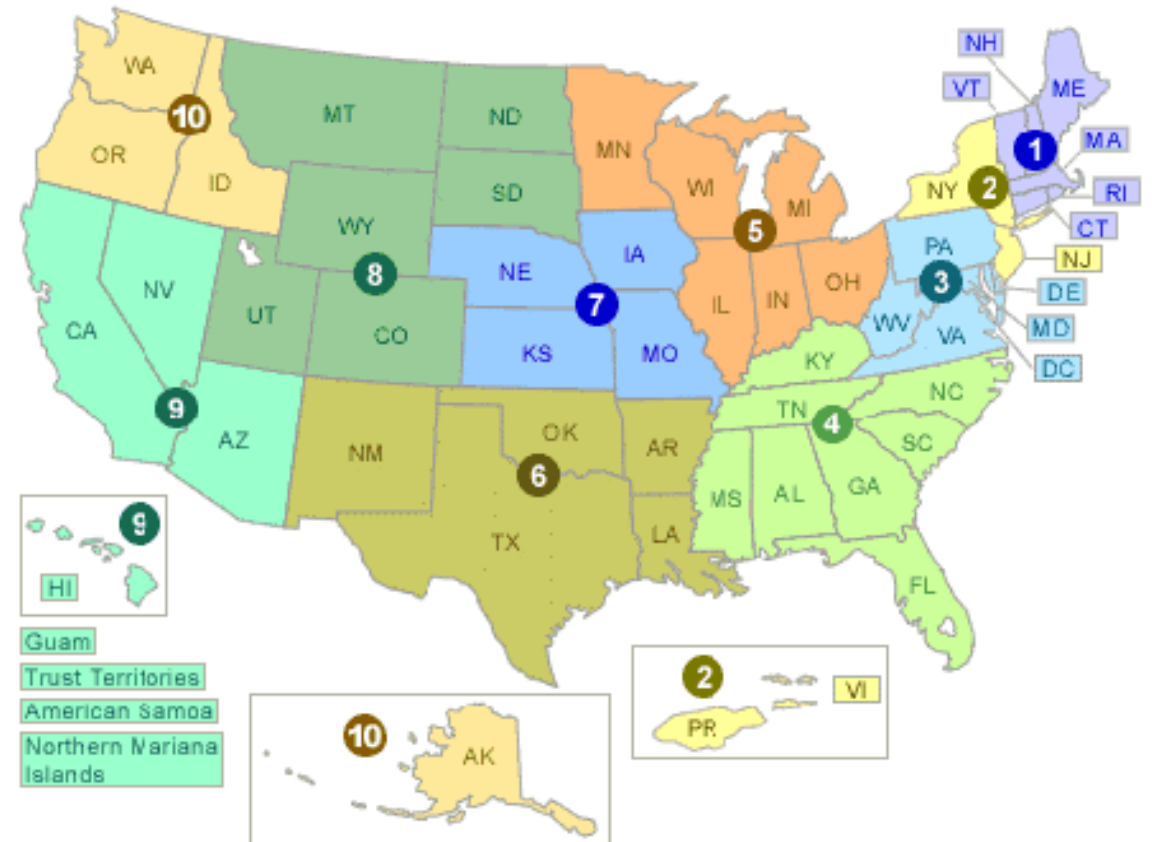 NH
WA
VT
ME
10
MT
ND
MN
1
MA
OR
ID
SD
WI
MI
NY
2
RI
WY
5
CT
IA
PA
NJ
8
NE
3
DE
NV
7
IL
IN
OH
UT
WV
MD
CA
CO
KS
MO
VA
KY
DC
9
NC
TN
4
AZ
OK
AR
SC
NM
6
MS
AL
GA
9
TX
LA
HI
FL
Guam
Trust Territories
2
American Samoa
VI
10
PR
Northern Mariana
Islands
AK